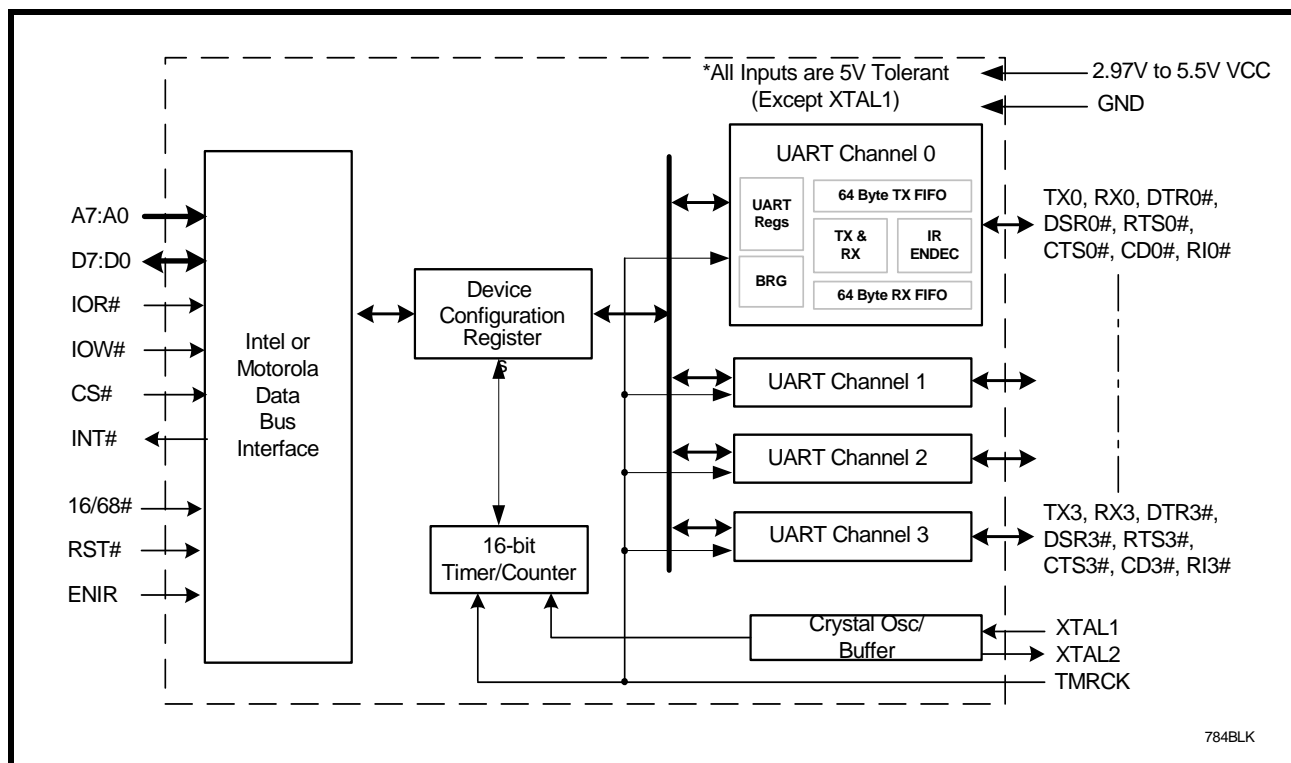 *All Inputs are 5V Tolerant
(Except XTAL1)
2.97V to 5.5V VCC
GND
A7:A0
D7:D0
IOR#
IOW#
CS#
INT#
16/68#
RST#
ENIR
Intel or
Motorola
Data
Bus
Interface
Device
Configuration
Register
s
16-bit
Timer/Counter
UART Channel 0
UART
Regs
BRG
64 Byte TX FIFO
TX &
RX
IR
ENDEC
64 Byte RX FIFO
UART Channel 1
UART Channel 2
UART Channel 3
Crystal Osc/
Buffer
TX0, RX0, DTR0#,
DSR0#, RTS0#,
CTS0#, CD0#, RI0#
TX3, RX3, DTR3#,
DSR3#, RTS3#,
CTS3#, CD3#, RI3#
XTAL1
XTAL2
TMRCK
784BLK